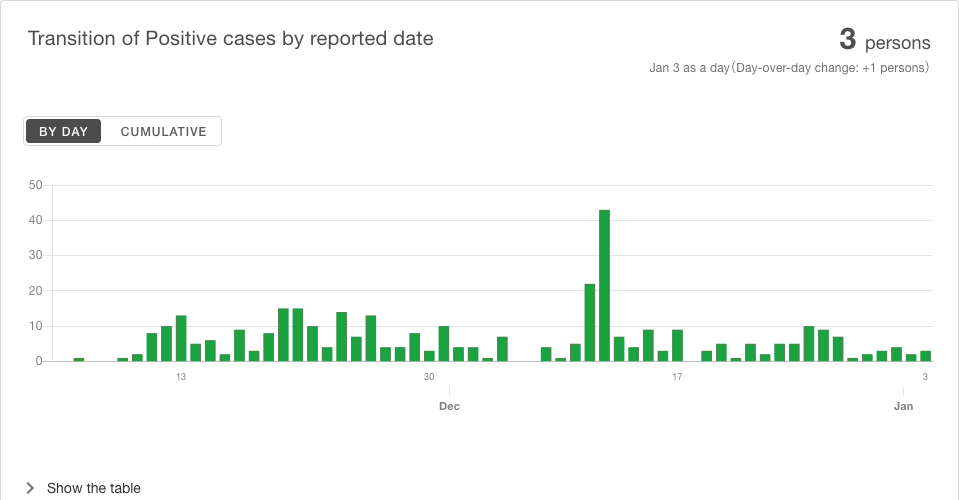 Transition of Positive cases by reported date
3 persons
Jan 3 as a day(Day-over-day change: +1 persons)
BY DAY CUMULATIVE
50
40
30
20
10
0
13 30 17 3
Dec Jan
Show the table